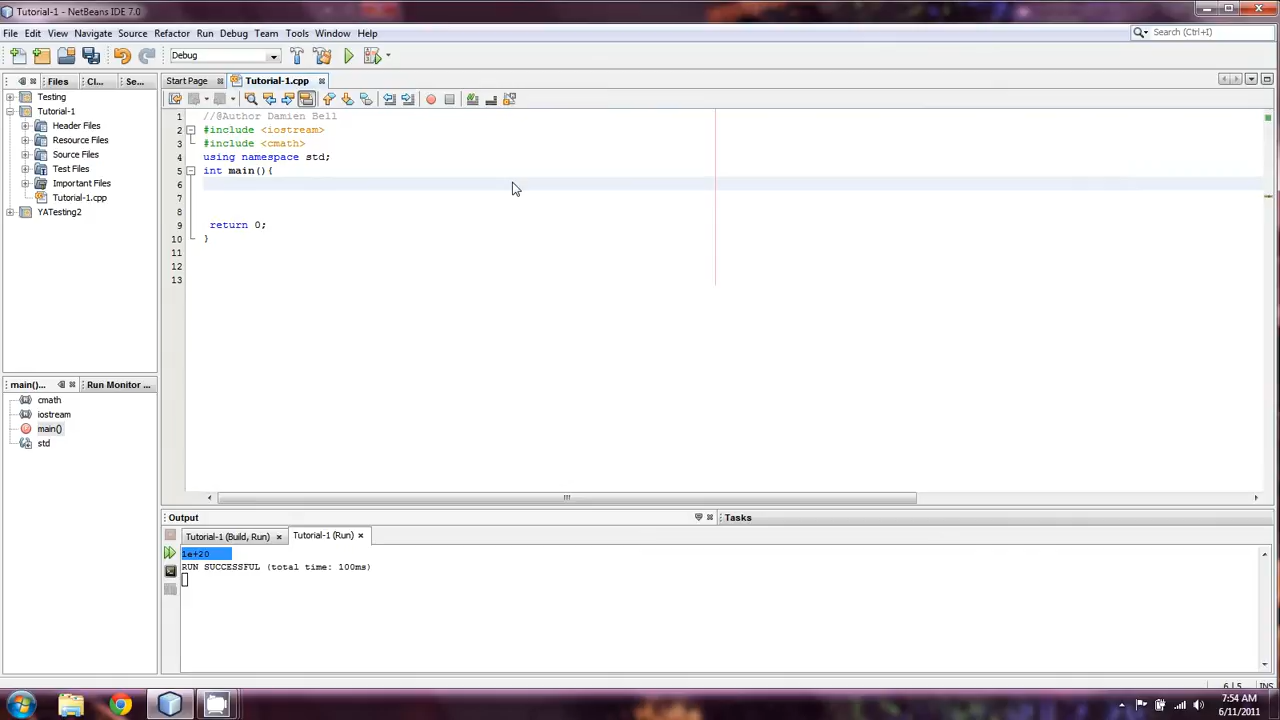 Tutorial-1 - NetBeans IDE 7.0
File Edit View Navigate Source Refactor Run Debug Team Tools Window Help
Search (Ctrl+I)
Debug
Files Cl... Se...
Start Page Tutorial-1.cpp
Testing
Tutorial-1
Header Files
Resource Files
Source Files
Test Files
Important Files
Tutorial-1.cpp
YATesting2
1 //@Author Damien Bell
2 #include <iostream>
3 #include <cmath>
4 using namespace std;
5 int main(){
6
7
8
9 return 0;
10 }
11
12
13
main()... Run Monitor ...
cmath
iostream
main()
std
Output
Tasks
Tutorial-1 (Build, Run) Tutorial-1 (Run)
1e+20
RUN SUCCESSFUL (total time: 100ms)
6|5 INS
7:54 AM
6/11/2011